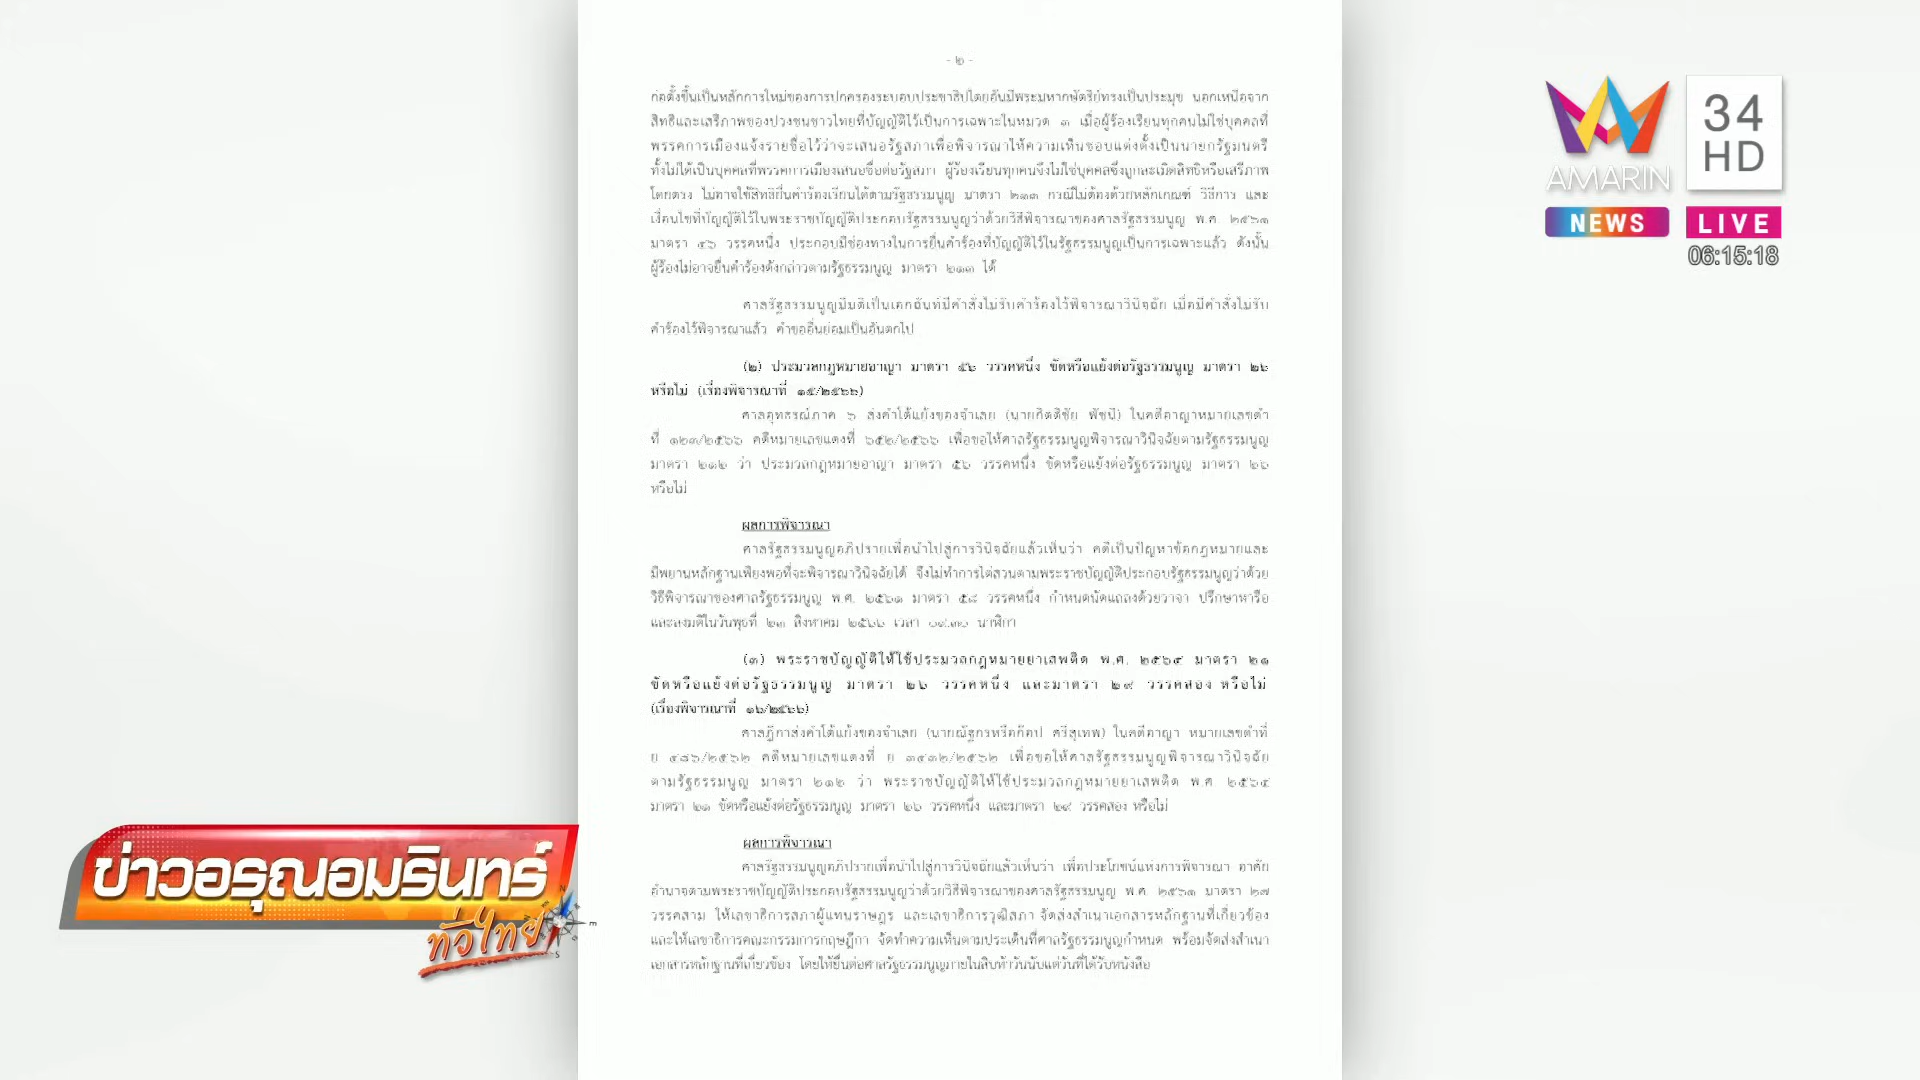 - ๒ -
ก่อตั้งขึ้นเป็นหลักการใหม่ของการปกครองระบอบประชาธิปไตยอันมีพระมหากษัตริย์ทรงเป็นประมุข นอกเหนือจาก
สิทธิและเสรีภาพของปวงชนชาวไทยที่บัญญัติไว้เป็นการเฉพาะในหมวด ๓ เมื่อผู้ร้องเรียนทุกคนไม่ใช่บุคคลที่
พรรคการเมืองแจ้งรายชื่อไว้ว่าจะเสนอรัฐสภาเพื่อพิจารณาให้ความเห็นชอบแต่งตั้งเป็นนายกรัฐมนตรี
ทั้งไม่ได้เป็นบุคคลที่พรรคการเมืองเสนอชื่อต่อรัฐสภา ผู้ร้องเรียนทุกคนจึงไม่ใช่บุคคลซึ่งถูกละเมิดสิทธิหรือเสรีภาพ
โดยตรง ไม่อาจใช้สิทธิยื่นคำร้องเรียนได้ตามรัฐธรรมนูญ มาตรา ๒๑๓ กรณีไม่ต้องด้วยหลักเกณฑ์ วิธีการ และ
เงื่อนไขที่บัญญัติไว้ในพระราชบัญญัติประกอบรัฐธรรมนูญว่าด้วยวิธีพิจารณาของศาลรัฐธรรมนูญ พ.ศ. ๒๕๖๑
มาตรา ๔๖ วรรคหนึ่ง ประกอบมีช่องทางในการยื่นคำร้องที่บัญญัติไว้ในรัฐธรรมนูญเป็นการเฉพาะแล้ว ดังนั้น
ผู้ร้องไม่อาจยื่นคำร้องดังกล่าวตามรัฐธรรมนูญ มาตรา ๒๑๓ ได้
ศาลรัฐธรรมนูญมีมติเป็นเอกฉันท์มีคำสั่งไม่รับคำร้องไว้พิจารณาวินิจฉัย เมื่อมีคำสั่งไม่รับ
คำร้องไว้พิจารณาแล้ว คำขออื่นย่อมเป็นอันตกไป
(๒) ประมวลกฎหมายอาญา มาตรา ๕๖ วรรคหนึ่ง ขัดหรือแย้งต่อรัฐธรรมนูญ มาตรา ๒๖
หรือไม่ (เรื่องพิจารณาที่ ๑๕/๒๕๖๖)
ศาลอุทธรณ์ภาค ๖ ส่งคำโต้แย้งของจำเลย (นายกิตติชัย พัชนี) ในคดีอาญาหมายเลขดำ
ที่ ๑๒๓/๒๕๖๖ คดีหมายเลขแดงที่ ๖๕๒/๒๕๖๖ เพื่อขอให้ศาลรัฐธรรมนูญพิจารณาวินิจฉัยตามรัฐธรรมนูญ
มาตรา ๒๑๒ ว่า ประมวลกฎหมายอาญา มาตรา ๕๖ วรรคหนึ่ง ขัดหรือแย้งต่อรัฐธรรมนูญ มาตรา ๒๖
หรือไม่
ผลการพิจารณา
ศาลรัฐธรรมนูญอภิปรายเพื่อนำไปสู่การวินิจฉัยแล้วเห็นว่า คดีเป็นปัญหาข้อกฎหมายและ
มีพยานหลักฐานเพียงพอที่จะพิจารณาวินิจฉัยได้ จึงไม่ทำการไต่สวนตามพระราชบัญญัติประกอบรัฐธรรมนูญว่าด้วย
วิธีพิจารณาของศาลรัฐธรรมนูญ พ.ศ. ๒๕๖๑ มาตรา ๕๘ วรรคหนึ่ง กำหนดนัดแถลงด้วยวาจา ปรึกษาหารือ
และลงมติในวันพุธที่ ๒๓ สิงหาคม ๒๕๖๖ เวลา ๐๙.๓๐ นาฬิกา
(๓) พระราชบัญญัติให้ใช้ประมวลกฎหมายยาเสพติด พ.ศ. ๒๕๖๔ มาตรา ๒๑
ขัดหรือแย้งต่อรัฐธรรมนูญ มาตรา ๒๖ วรรคหนึ่ง และมาตรา ๒๙ วรรคสอง หรือไม่
(เรื่องพิจารณาที่ ๑๖/๒๕๖๖)
ศาลฎีกาส่งคำโต้แย้งของจำเลย (นายณัฐกรหรือก๊อป ศรีสุเทพ) ในคดีอาญา หมายเลขดำที่
ย ๔๘๖/๒๕๖๒ คดีหมายเลขแดงที่ ย ๓๔๓๒/๒๕๖๒ เพื่อขอให้ศาลรัฐธรรมนูญพิจารณาวินิจฉัย
ตามรัฐธรรมนูญ มาตรา ๒๑๒ ว่า พระราชบัญญัติให้ใช้ประมวลกฎหมายยาเสพติด พ.ศ ๒๕๖๔
มาตรา ๒๑ ขัดหรือแย้งต่อรัฐธรรมนูญ มาตรา ๒๖ วรรคหนึ่ง และมาตรา ๒๙ วรรคสอง หรือไม่
ผลการพิจารณา
ศาลรัฐธรรมนูญอภิปรายเพื่อนำไปสู่การวินิจฉัยแล้วเห็นว่า เพื่อประโยชน์แห่งการพิจารณา อาศัย
อำนาจตามพระราชบัญญัติประกอบรัฐธรรมนูญว่าด้วยวิธีพิจารณาของศาลรัฐธรรมนูญ พ.ศ. ๒๕๖๑ มาตรา ๒๗
วรรคสาม ให้เลขาธิการสภาผู้แทนราษฎร และเลขาธิการวุฒิสภา จัดส่งสำเนาเอกสารหลักฐานที่เกี่ยวข้อง
และให้เลขาธิการคณะกรรมการกฤษฎีกา จัดทำความเห็นตามประเด็นที่ศาลรัฐธรรมนูญกำหนด พร้อมจัดส่งสำเนา
เอกสารหลักฐานที่เกี่ยวข้อง โดยให้ยื่นต่อศาลรัฐธรรมนูญภายในสิบห้าวันนับแต่วันที่ได้รับหนังสือ
AMARIN
NEWS
34
HD
LIVE
06:15:18
ข่าวอรุณอมรินทร์
ทั่วไทย
N
E
S